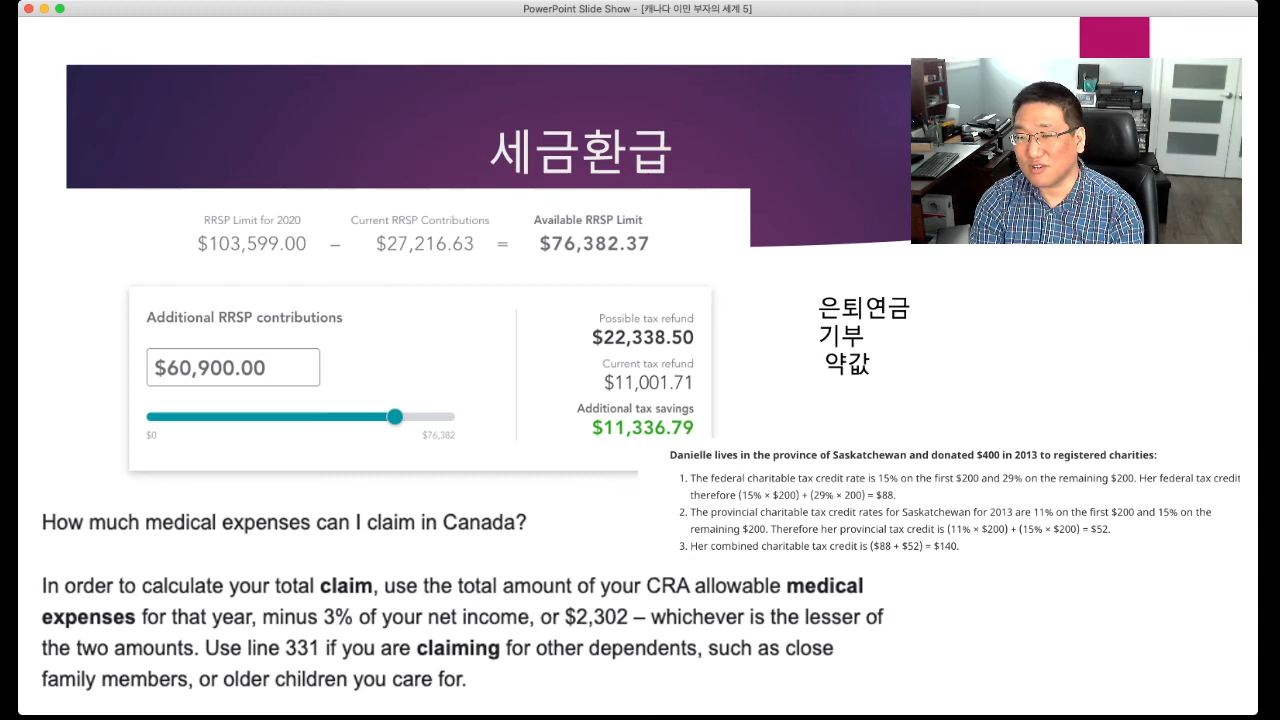 PowerPoint Slide Show - [캐나다 이민 부자의 세계 5]
세금환급
RRSP Limit for 2020
Current RRSP Contributions
Available RRSP Limit
$103,599.00 – $27,216.63 = $76,382.37
Additional RRSP contributions
$60,900.00
$0
$76,382
Possible tax refund
$22,338.50
Current tax refund
$11,001.71
Additional tax savings
$11,336.79
은퇴연금
기부
약값
Danielle lives in the province of Saskatchewan and donated $400 in 2013 to registered charities:
1. The federal charitable tax credit rate is 15% on the first $200 and 29% on the remaining $200. Her federal tax credit
therefore (15% × $200) + (29% × 200) = $88.
2. The provincial charitable tax credit rates for Saskatchewan for 2013 are 11% on the first $200 and 15% on the
remaining $200. Therefore her provincial tax credit is (11% × $200) + (15% × $200) = $52.
3. Her combined charitable tax credit is ($88 + $52) = $140.
How much medical expenses can I claim in Canada?
In order to calculate your total claim, use the total amount of your CRA allowable medical
expenses for that year, minus 3% of your net income, or $2,302 – whichever is the lesser of
the two amounts. Use line 331 if you are claiming for other dependents, such as close
family members, or older children you care for.